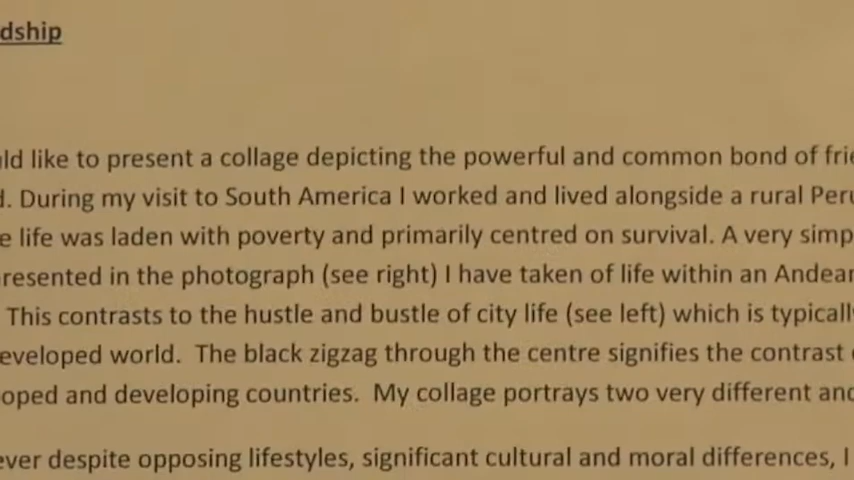 dship
ld like to present a collage depicting the powerful and common bond of frie
d. During my visit to South America I worked and lived alongside a rural Peru
e life was laden with poverty and primarily centred on survival. A very simp
resented in the photograph (see right) I have taken of life within an Andean
This contrasts to the hustle and bustle of city life (see left) which is typically
eveloped world. The black zigzag through the centre signifies the contrast
oped and developing countries. My collage portrays two very different and
ever despite opposing lifestyles, significant cultural and moral differences, I